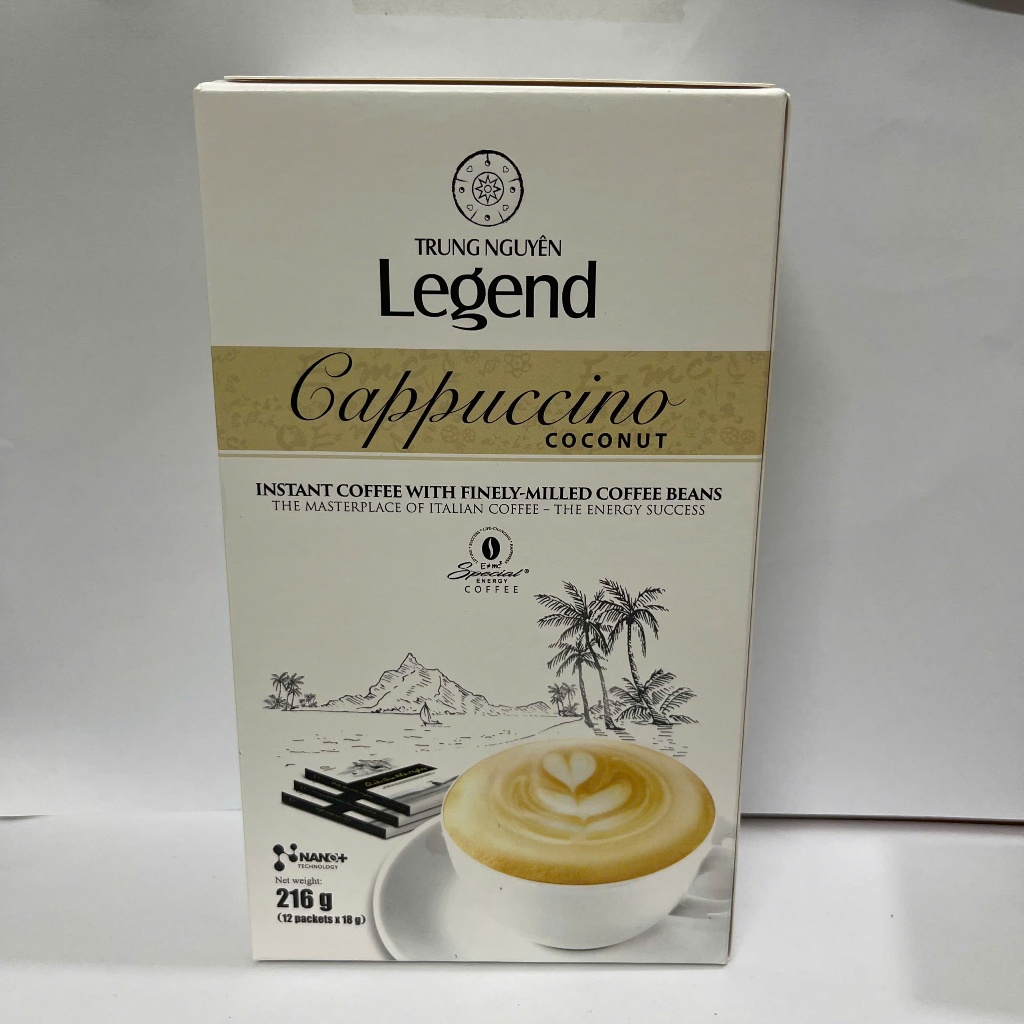 TRUNG NGUYÊN
Legend
Cappuccino
COCONUT
INSTANT COFFEE WITH FINELY-MILLED COFFEE BEANS
THE MASTERPLACE OF ITALIAN COFFEE – THE ENERGY SUCCESS
E≠mc²
Special®
ENERGY
COFFEE
NANO+
TECHNOLOGY
Net weight:
216 g
(12 packets x 18 g)